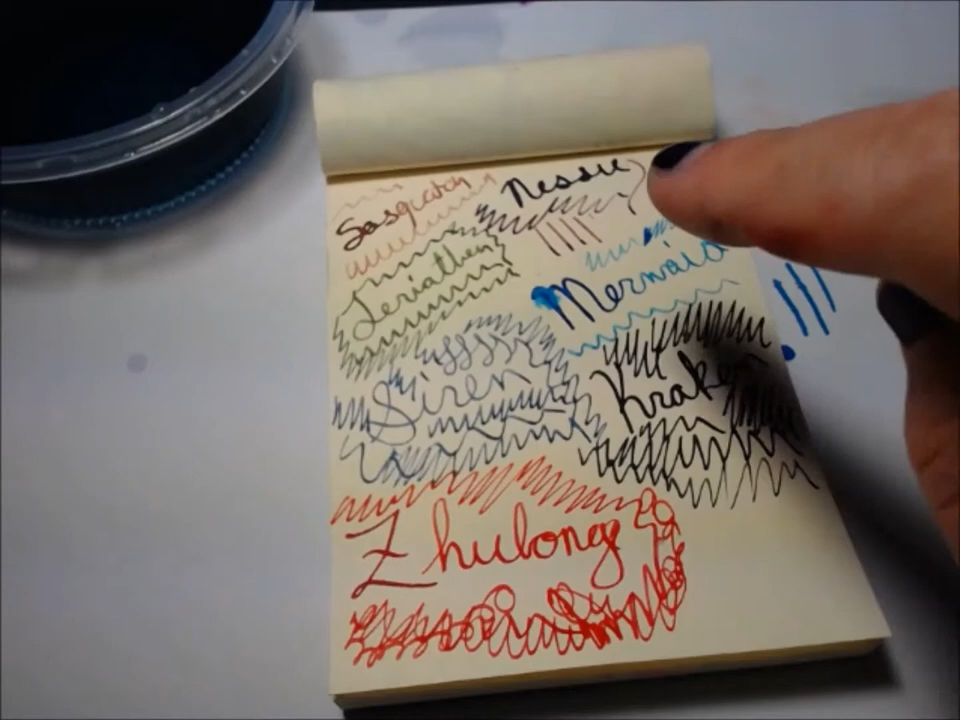 Sasquatch Nessie
Leviathan Mermaid
Siren Kraken
Zhulong